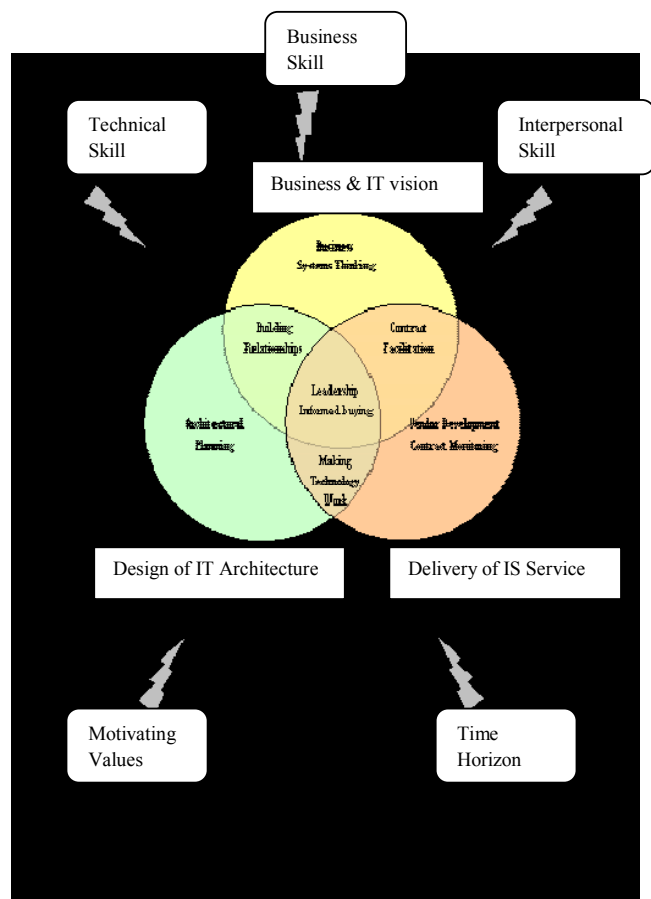 Business
Skill
Technical
Skill
Interpersonal
Skill
Business & IT vision
Business
Systems Thinking
Building
Relationships
Contract
Facilitation
Leadership
Informed buying
Architectural
Planning
Vendor Development
Contract Monitoring
Making
Technology
Work
Design of IT Architecture
Delivery of IS Service
Motivating
Values
Time
Horizon